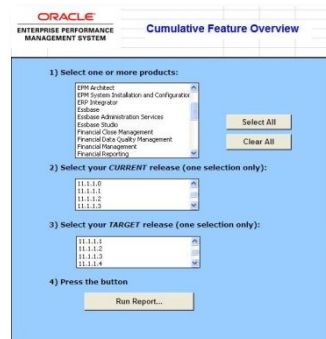 ORACLE
ENTERPRISE PERFORMANCE
MANAGEMENT SYSTEM
Cumulative Feature Overview
1) Select one or more products:
EPM Architect
EPM System Installation and Configuration
ERP Integrator
Essbase
Essbase Administration Services
Essbase Studio
Financial Close Management
Financial Data Quality Management
Financial Management
Financial Reporting
Select All
Clear All
2) Select your CURRENT release (one selection only):
11.1.1.0
11.1.1.1
11.1.1.2
11.1.1.3
3) Select your TARGET release (one selection only):
11.1.1.1
11.1.1.2
11.1.1.3
11.1.1.4
4) Press the button
Run Report...